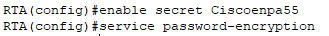 RTA(config)#enable secret Ciscoenpa55
RTA(config)#service password-encryption